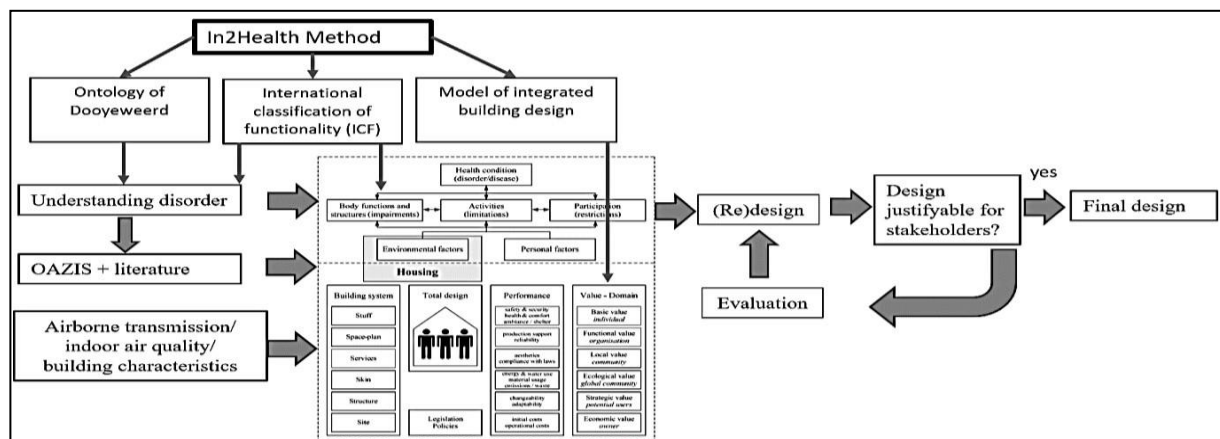 In2Health Method
Ontology of
Dooyeweerd
International
classification of
functionality (ICF)
Model of integrated
building design
Understanding disorder
OAZIS + literature
Airborne transmission/
indoor air quality/
building characteristics
Health condition
(disorder/disease)
Body functions and
structures (impairments)
Activities
(limitations)
Participation
(restrictions)
Environmental factors
Personal factors
Housing
Building system
Stuff
Space-plan
Services
Skin
Structure
Site
Total design
Legislation
Policies
Performance
safety & security
health & comfort
ambiance / shelter
production support
reliability
aesthetics
compliance with laws
energy & water use
material usage
emissions / waste
changeability
adaptability
initial costs
operational costs
Value - Domain
Basic value
individual
Functional value
organisation
Local value
community
Ecological value
global community
Strategic value
potential users
Economic value
owner
(Re)design
Evaluation
Design
justifyable for
stakeholders?
yes
Final design